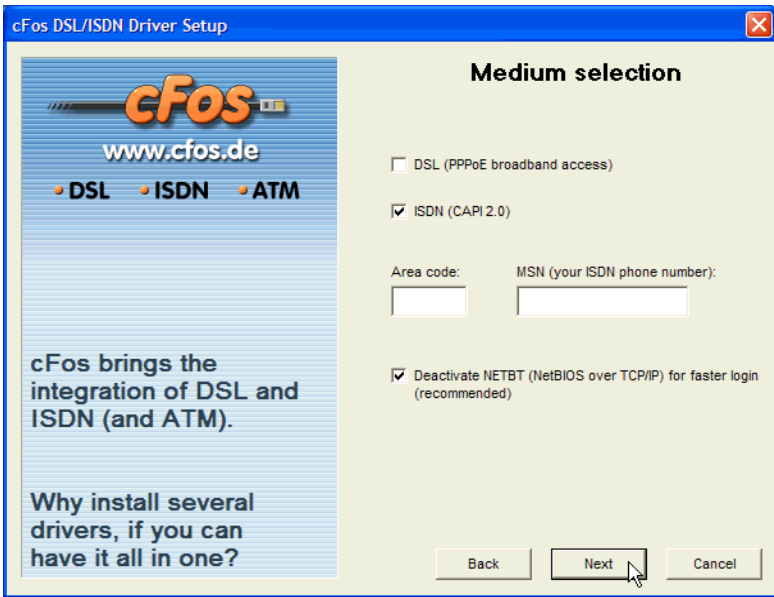 cFos DSL/ISDN Driver Setup
cFos
www.cfos.de
DSL ISDN ATM
cFos brings the
integration of DSL and
ISDN (and ATM).
Why install several
drivers, if you can
have it all in one?
Medium selection
DSL (PPPoE broadband access)
ISDN (CAPI 2.0)
Area code: MSN (your ISDN phone number):
Deactivate NETBT (NetBIOS over TCP/IP) for faster login
(recommended)
Back Next Cancel